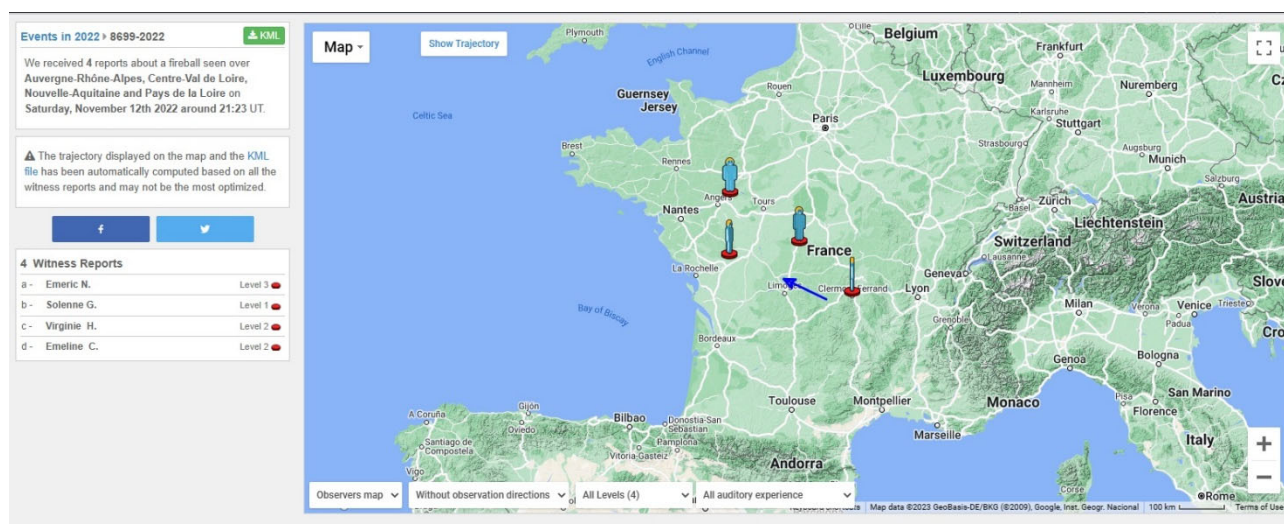 Events in 2022 ▸ 8699-2022
KML
We received 4 reports about a fireball seen over
Auvergne-Rhône-Alpes, Centre-Val de Loire,
Nouvelle-Aquitaine and Pays de la Loire on
Saturday, November 12th 2022 around 21:23 UT.
The trajectory displayed on the map and the KML
file has been automatically computed based on all the
witness reports and may not be the most optimized.
4 Witness Reports
a - Emeric N. Level 3
b - Solenne G. Level 1
c - Virginie H. Level 2
d - Emeline C. Level 2
Map
Show Trajectory
Plymouth
English Channel
Lille
Belgium
Frankfurt
Luxembourg
Mannheim
Nuremberg
Guernsey
Jersey
Rouen
Celtic Sea
Paris
Karlsruhe
Stuttgart
Strasbourg
Augsburg
Munich
Brest
Rennes
Salzburg
Angers
Tours
Nantes
Basel
Zürich
Austria
Liechtenstein
France
Switzerland
La Rochelle
Lausanne
Geneva
Limoges
Clermont-Ferrand
Lyon
Milan
Verona
Venice
Trieste
Padua
Grenoble
Bay of Biscay
Bordeaux
Genoa
Bologna
Toulouse
Montpellier
Monaco
Pisa
San Marino
Florence
A Coruña
Gijón
Oviedo
Bilbao
Donostia-San
Sebastian
Marseille
Santiago de
Compostela
Pamplona
Vitoria-Gasteiz
Italy
Andorra
Vigo
Corse
Rome
Observers map
Without observation directions
All Levels (4)
All auditory experience
Map data ©2023 GeoBasis-DE/BKG (©2009), Google, Inst. Geogr. Nacional
100 km
Terms of Use